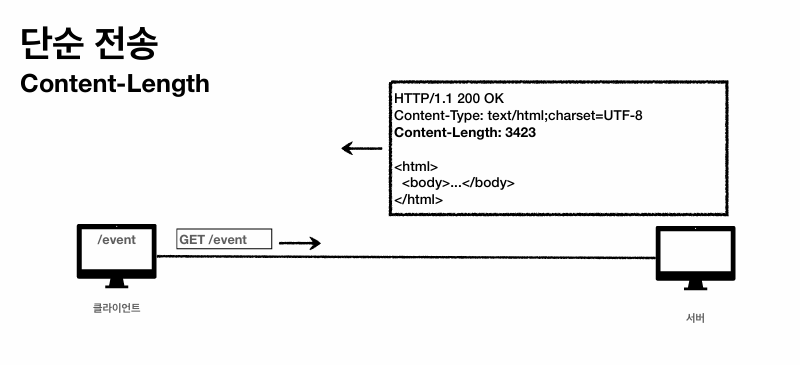 단순 전송
Content-Length
HTTP/1.1 200 OK
Content-Type: text/html;charset=UTF-8
Content-Length: 3423
<html>
<body>...</body>
</html>
/event
GET /event
클라이언트
서버